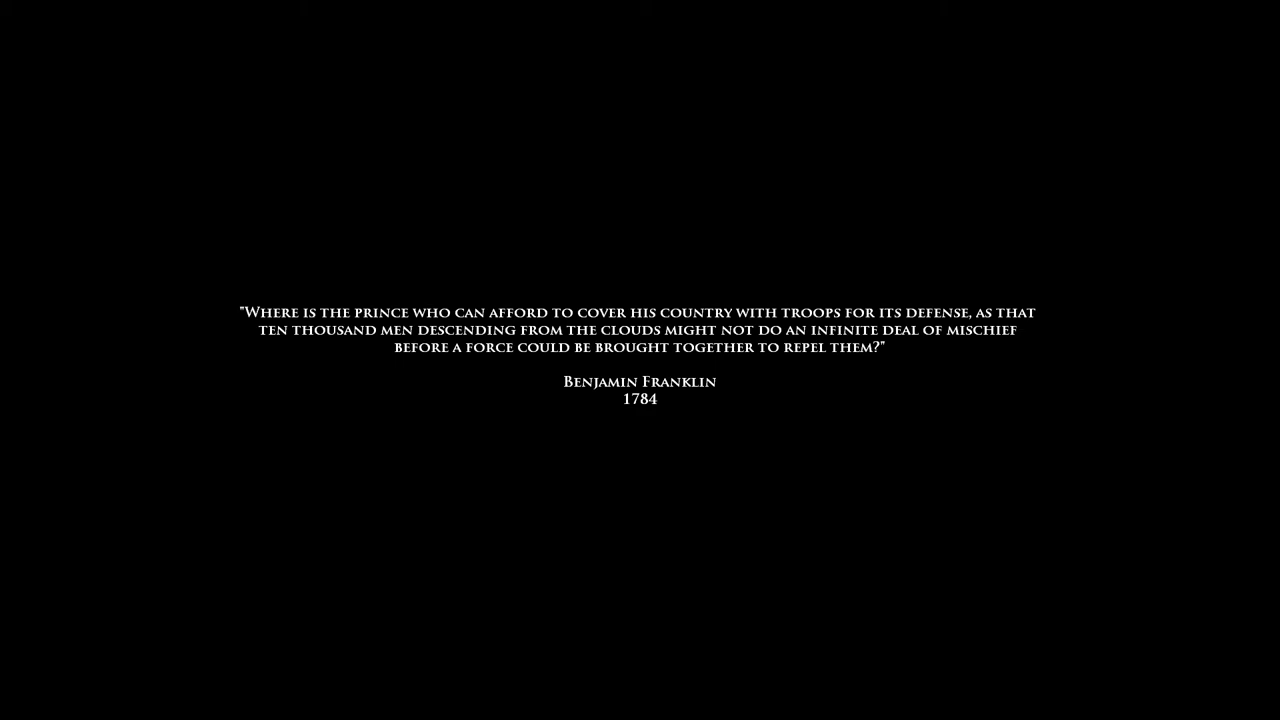 "Where is the prince who can afford to cover his country with troops for its defense, as that
ten thousand men descending from the clouds might not do an infinite deal of mischief
before a force could be brought together to repel them?"
Benjamin Franklin
1784